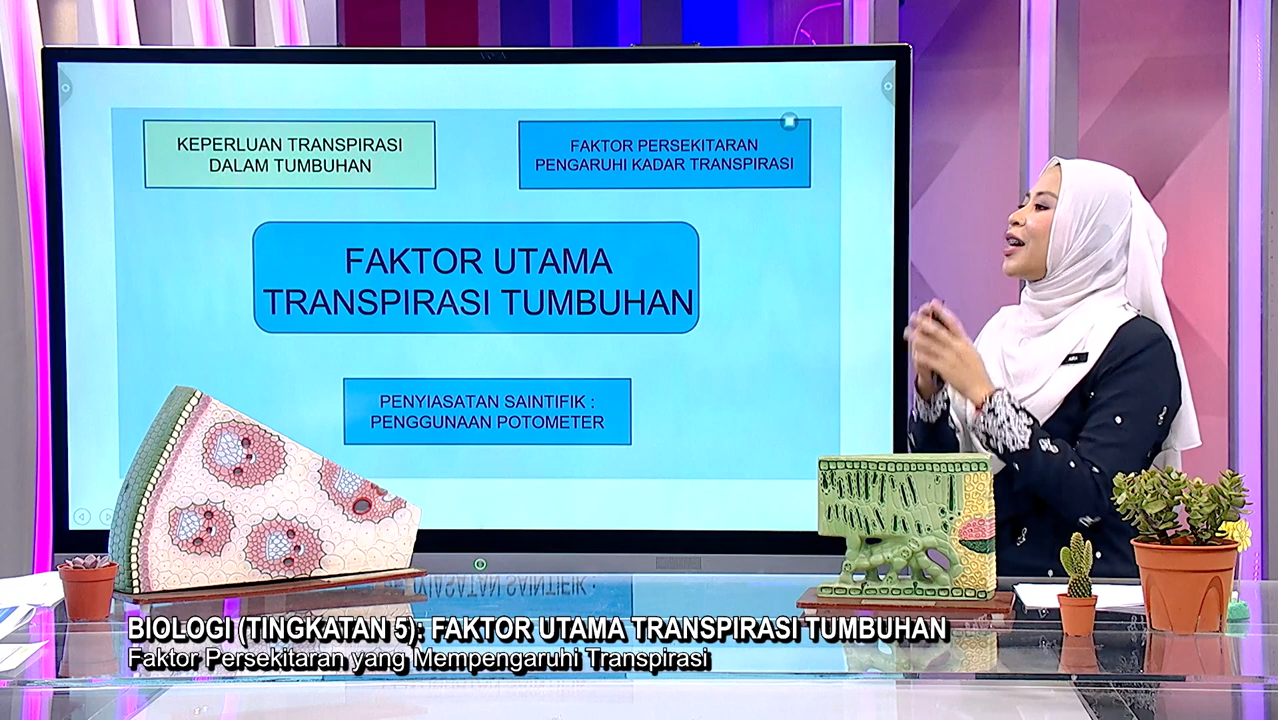 KEPERLUAN TRANSPIRASI
DALAM TUMBUHAN
FAKTOR PERSEKITARAN
PENGARUHI KADAR TRANSPIRASI
FAKTOR UTAMA
TRANSPIRASI TUMBUHAN
PENYIASATAN SAINTIFIK :
PENGGUNAAN POTOMETER
BIOLOGI (TINGKATAN 5): FAKTOR UTAMA TRANSPIRASI TUMBUHAN
Faktor Persekitaran yang Mempengaruhi Transpirasi